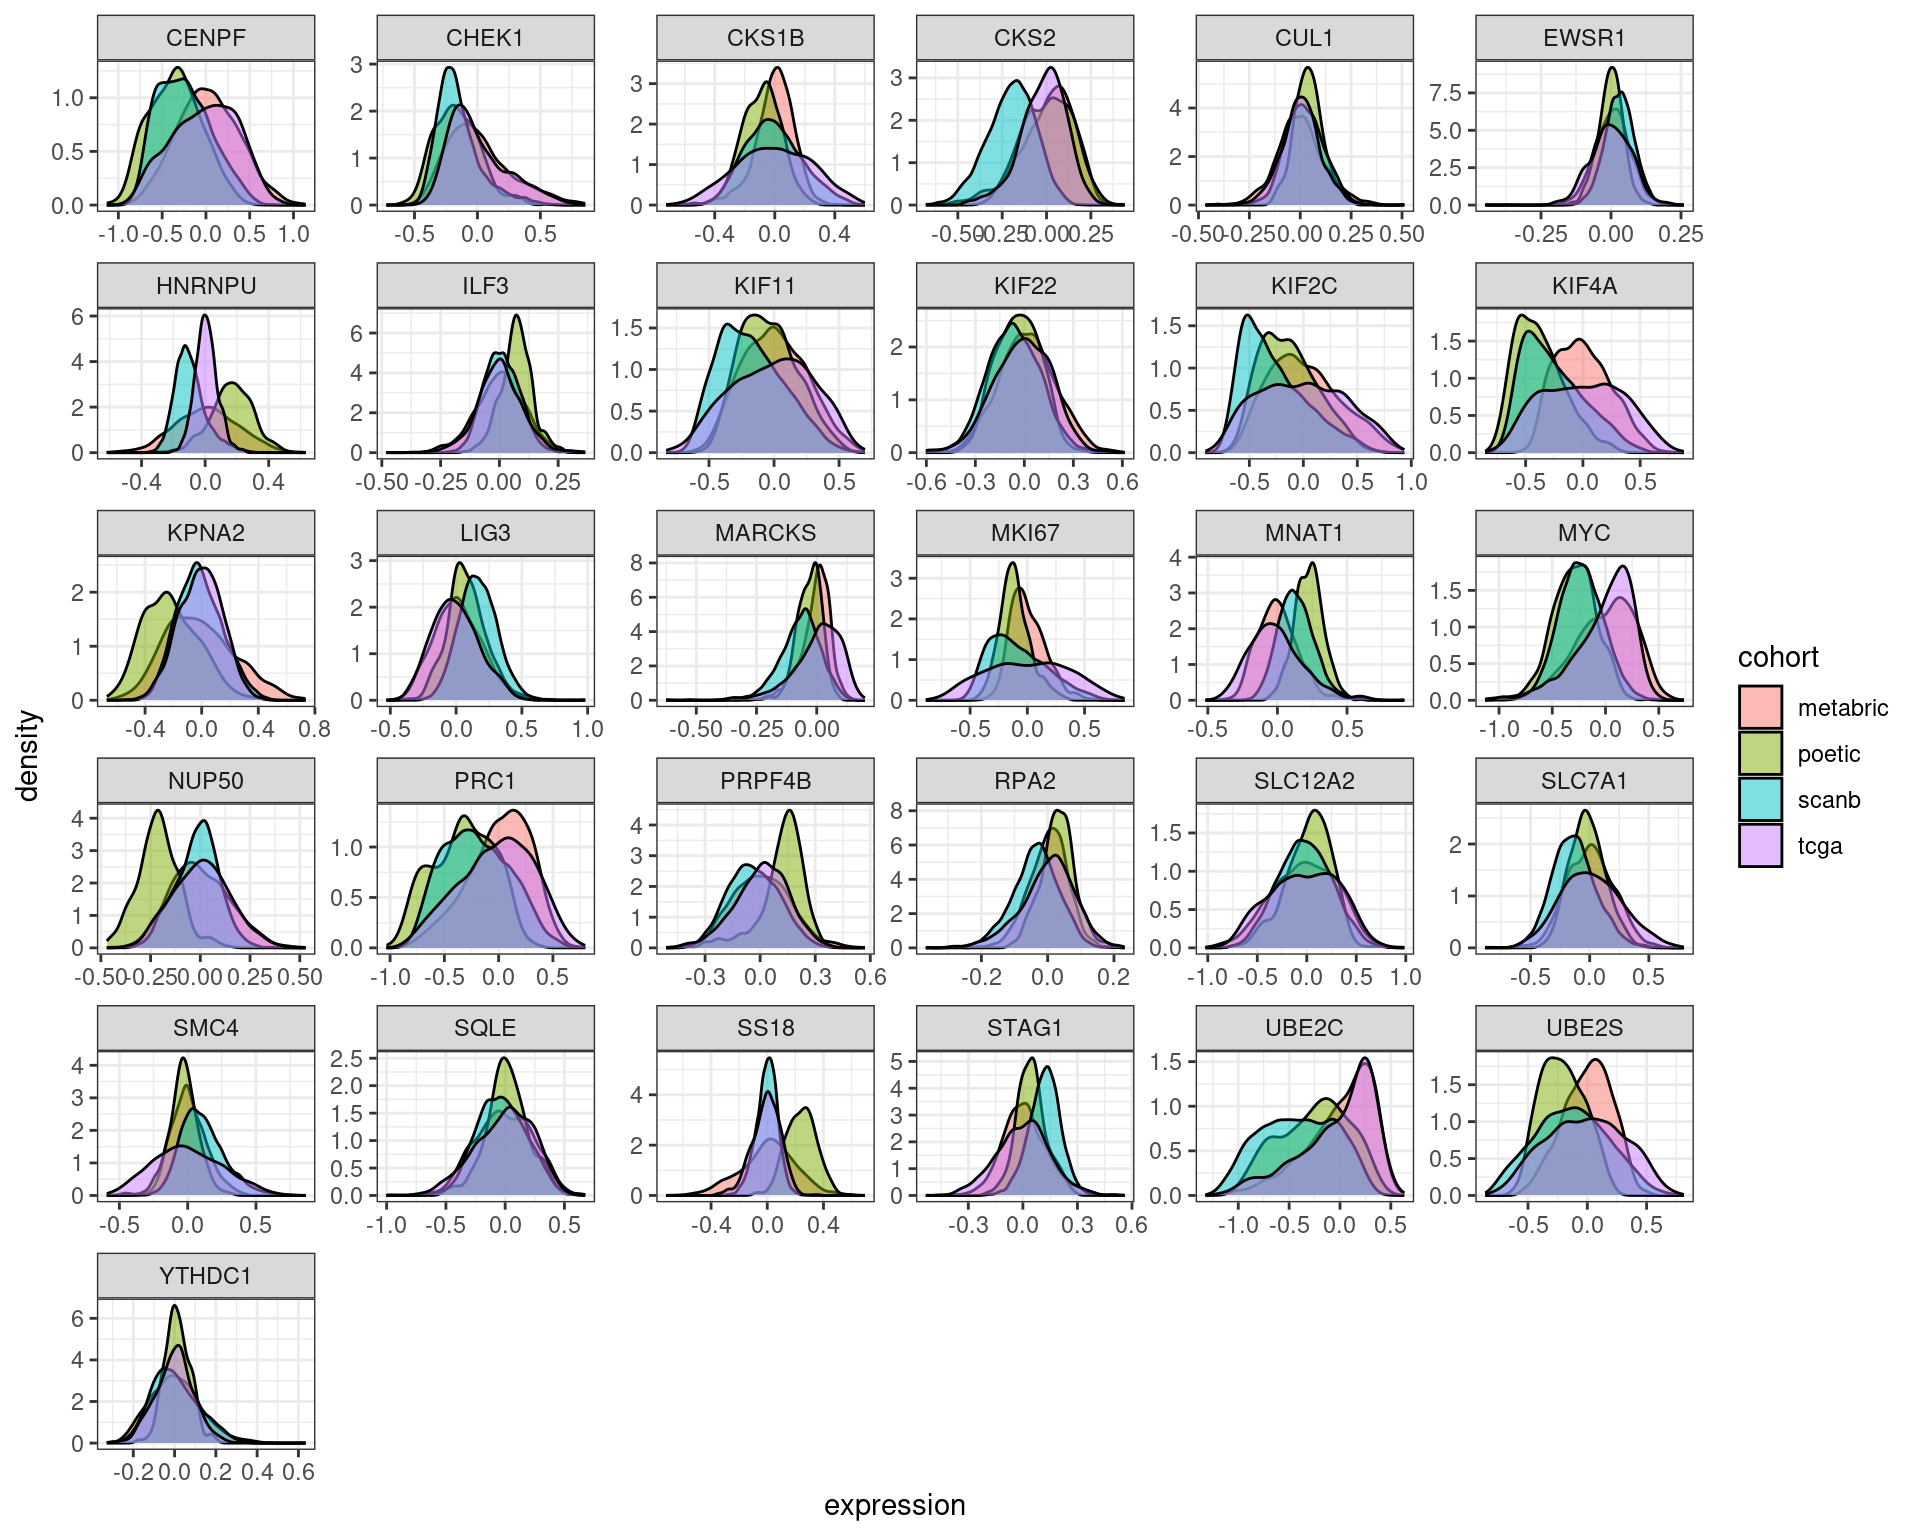 CENPF CHEK1 CKS1B CKS2 CUL1 EWSR1
0.0 0.5 1.0 0 1 2 3 0 1 2 3 0 1 2 3 0 2 4 0.0 2.5 5.0 7.5
-1.0 -0.5 0.0 0.5 1.0 -0.5 0.0 0.5 -0.4 0.0 0.4 -0.50 -0.25 0.00 0.25 -0.50 -0.25 0.00 0.25 0.50 -0.25 0.00 0.25
HNRNPU ILF3 KIF11 KIF22 KIF2C KIF4A
0 2 4 6 0 2 4 6 0.0 0.5 1.0 1.5 0 1 2 0.0 0.5 1.0 1.5 0.0 0.5 1.0 1.5
-0.4 0.0 0.4 -0.50 -0.25 0.00 0.25 -0.5 0.0 0.5 -0.6 -0.3 0.0 0.3 0.6 -0.5 0.0 0.5 1.0 -0.5 0.0 0.5
KPNA2 LIG3 MARCKS MKI67 MNAT1 MYC
0 1 2 0 1 2 3 0 2 4 6 8 0 1 2 3 0 1 2 3 4 0.0 0.5 1.0 1.5
-0.4 0.0 0.4 0.8 -0.5 0.0 0.5 1.0 -0.50 -0.25 0.00 -0.5 0.0 0.5 -0.5 0.0 0.5 -1.0 -0.5 0.0 0.5
NUP50 PRC1 PRPF4B RPA2 SLC12A2 SLC7A1
0 1 2 3 4 0.0 0.5 1.0 0 1 2 3 4 0 2 4 6 8 0.0 0.5 1.0 1.5 0 1 2
-0.50 -0.25 0.00 0.25 0.50 -1.0 -0.5 0.0 0.5 -0.3 0.0 0.3 0.6 -0.2 0.0 0.2 -1.0 -0.5 0.0 0.5 1.0 -0.5 0.0 0.5
SMC4 SQLE SS18 STAG1 UBE2C UBE2S
0 1 2 3 4 0.0 0.5 1.0 1.5 2.0 2.5 0 2 4 0 1 2 3 4 5 0.0 0.5 1.0 1.5 0.0 0.5 1.0 1.5
-0.5 0.0 0.5 -1.0 -0.5 0.0 0.5 -0.4 0.0 0.4 -0.3 0.0 0.3 0.6 -1.0 -0.5 0.0 0.5 -0.5 0.0 0.5
YTHDC1
0 2 4 6
-0.2 0.0 0.2 0.4 0.6
expression
density
cohort
metabric
poetic
scanb
tcga